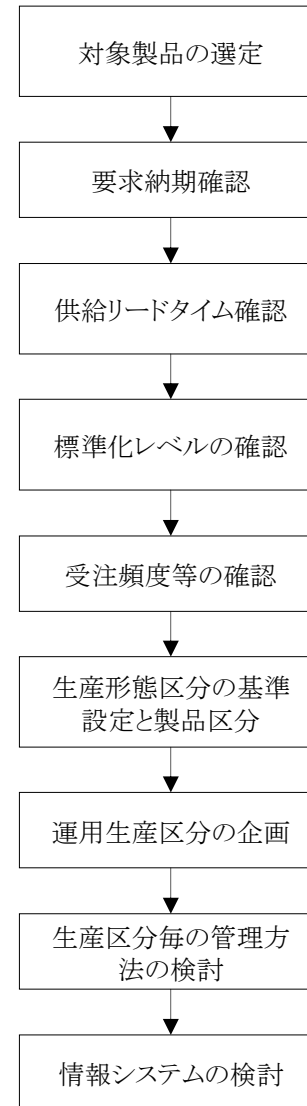 対象製品の選定
要求納期確認
供給リードタイム確認
標準化レベルの確認
受注頻度等の確認
生産形態区分の基準
設定と製品区分
運用生産区分の企画
生産区分毎の管理方
法の検討
情報システムの検討